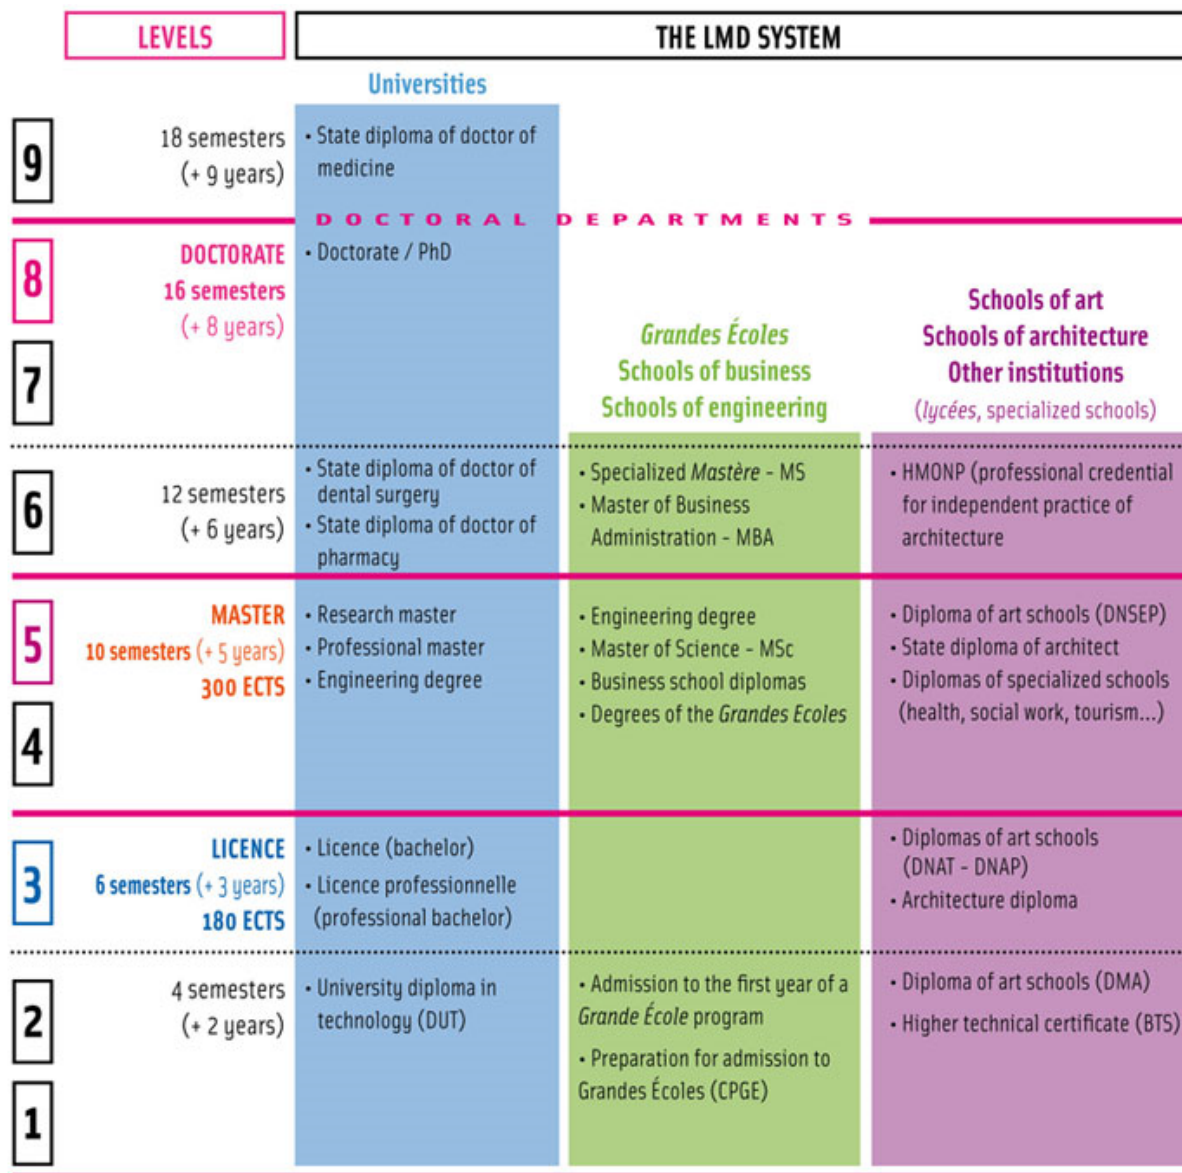 LEVELS
THE LMD SYSTEM
Universities
9
18 semesters
(+ 9 years)
• State diploma of doctor of
medicine
DOCTORAL DEPARTMENTS
8
DOCTORATE
16 semesters
(+ 8 years)
• Doctorate / PhD
7
Grandes Écoles
Schools of business
Schools of engineering
Schools of art
Schools of architecture
Other institutions
(lycées, specialized schools)
6
12 semesters
(+ 6 years)
• State diploma of doctor of
dental surgery
• State diploma of doctor of
pharmacy
• Specialized Mastère - MS
• Master of Business
Administration - MBA
• HMONP (professional credential
for independent practice of
architecture
5
MASTER
10 semesters (+ 5 years)
300 ECTS
• Research master
• Professional master
• Engineering degree
• Engineering degree
• Master of Science - MSc
• Business school diplomas
• Degrees of the Grandes Ecoles
• Diploma of art schools (DNSEP)
• State diploma of architect
• Diplomas of specialized schools
(health, social work, tourism...)
4
3
LICENCE
6 semesters (+ 3 years)
180 ECTS
• Licence (bachelor)
• Licence professionnelle
(professional bachelor)
• Diplomas of art schools
(DNAT - DNAP)
• Architecture diploma
2
4 semesters
(+ 2 years)
• University diploma in
technology (DUT)
• Admission to the first year of a
Grande École program
• Preparation for admission to
Grandes Écoles (CPGE)
• Diploma of art schools (DMA)
• Higher technical certificate (BTS)
1